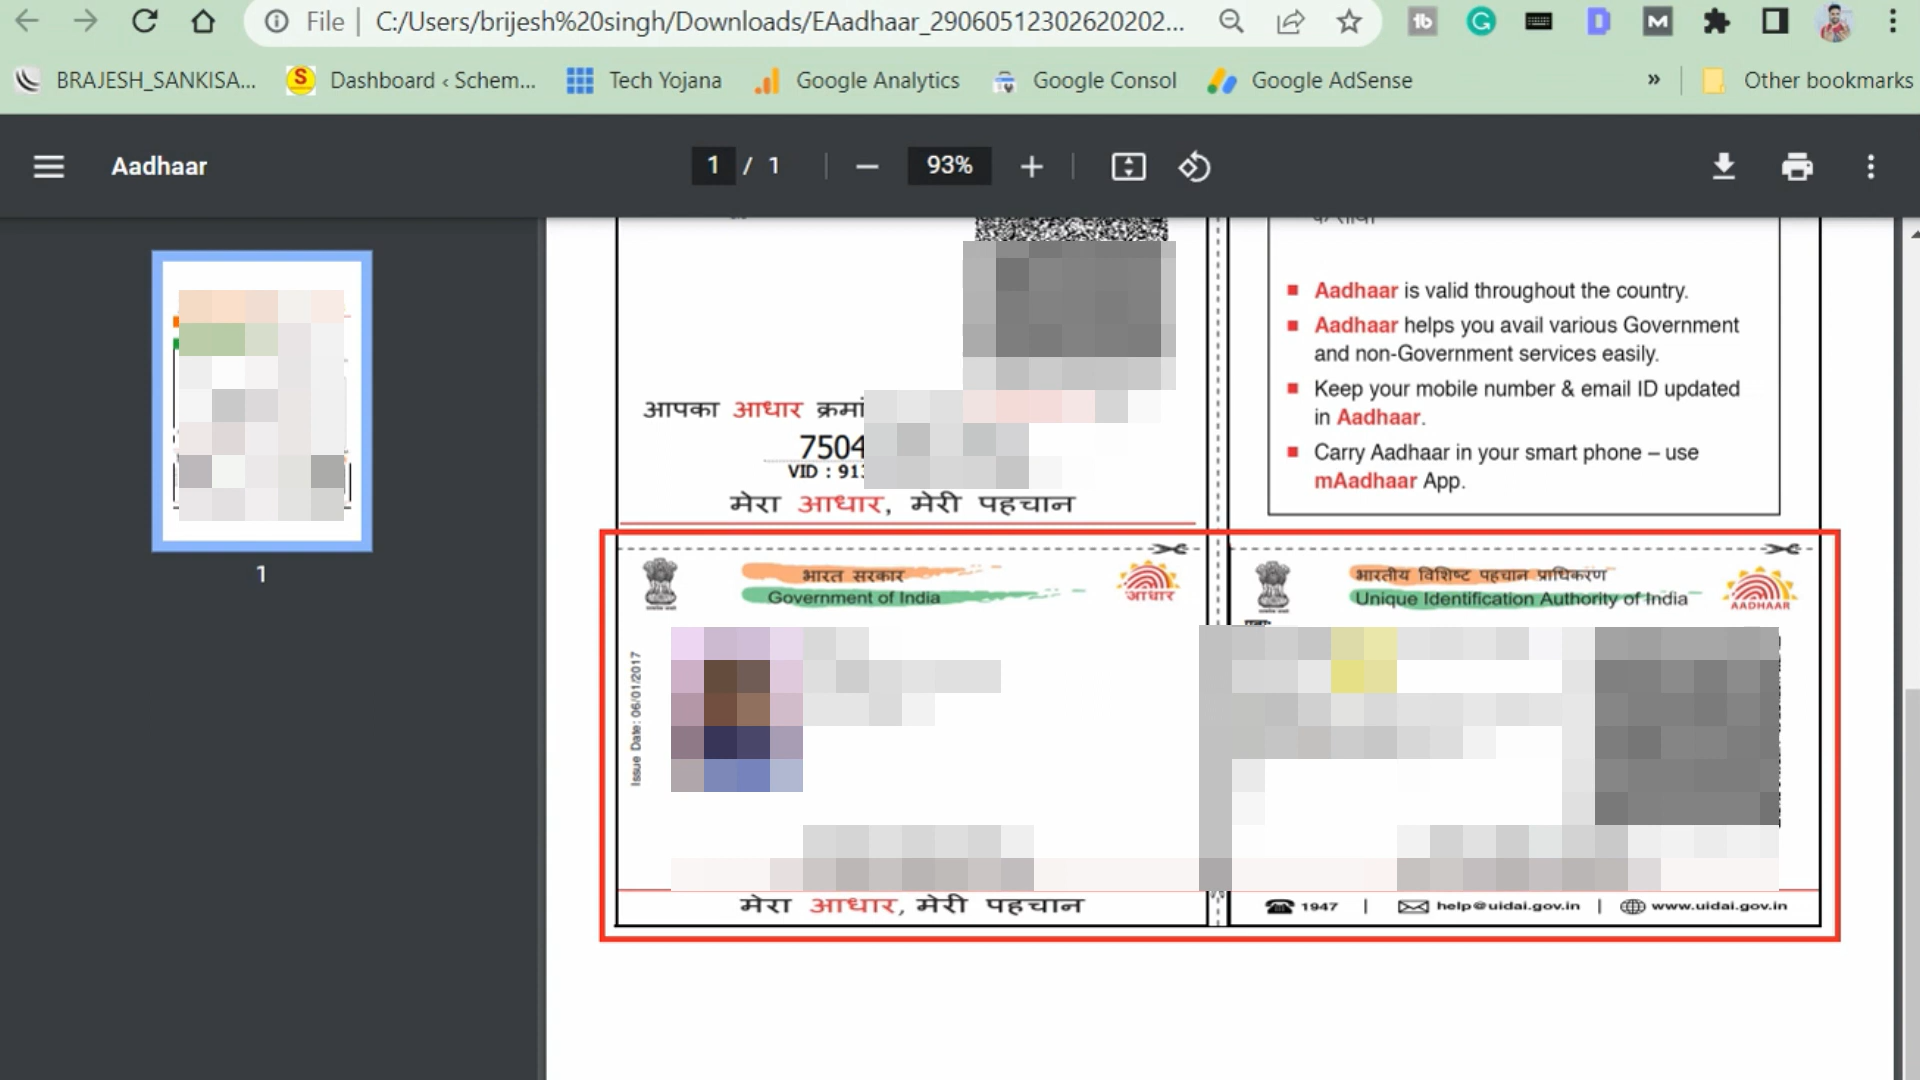 File | C:/Users/brijesh%20singh/Downloads/EAadhaar_29060512302620202...
BRAJESH_SANKISA... Dashboard ‹ Schem... Tech Yojana Google Analytics Google Consol Google AdSense » Other bookmarks
Aadhaar 1 / 1 93%
1
आपका आधार
7504
VID : 913
मेरा आधार, मेरी पहचान
Aadhaar is valid throughout the country.
Aadhaar helps you avail various Government
and non-Government services easily.
Keep your mobile number & email ID updated
in Aadhaar.
Carry Aadhaar in your smart phone – use
mAadhaar App.
भारत सरकार
Government of India
आधार
Issue Date: 06/01/2017
मेरा आधार, मेरी पहचान
भारतीय विशिष्ट पहचान प्राधिकरण
Unique Identification Authority of India
AADHAAR
1947 | help@uidai.gov.in | www.uidai.gov.in